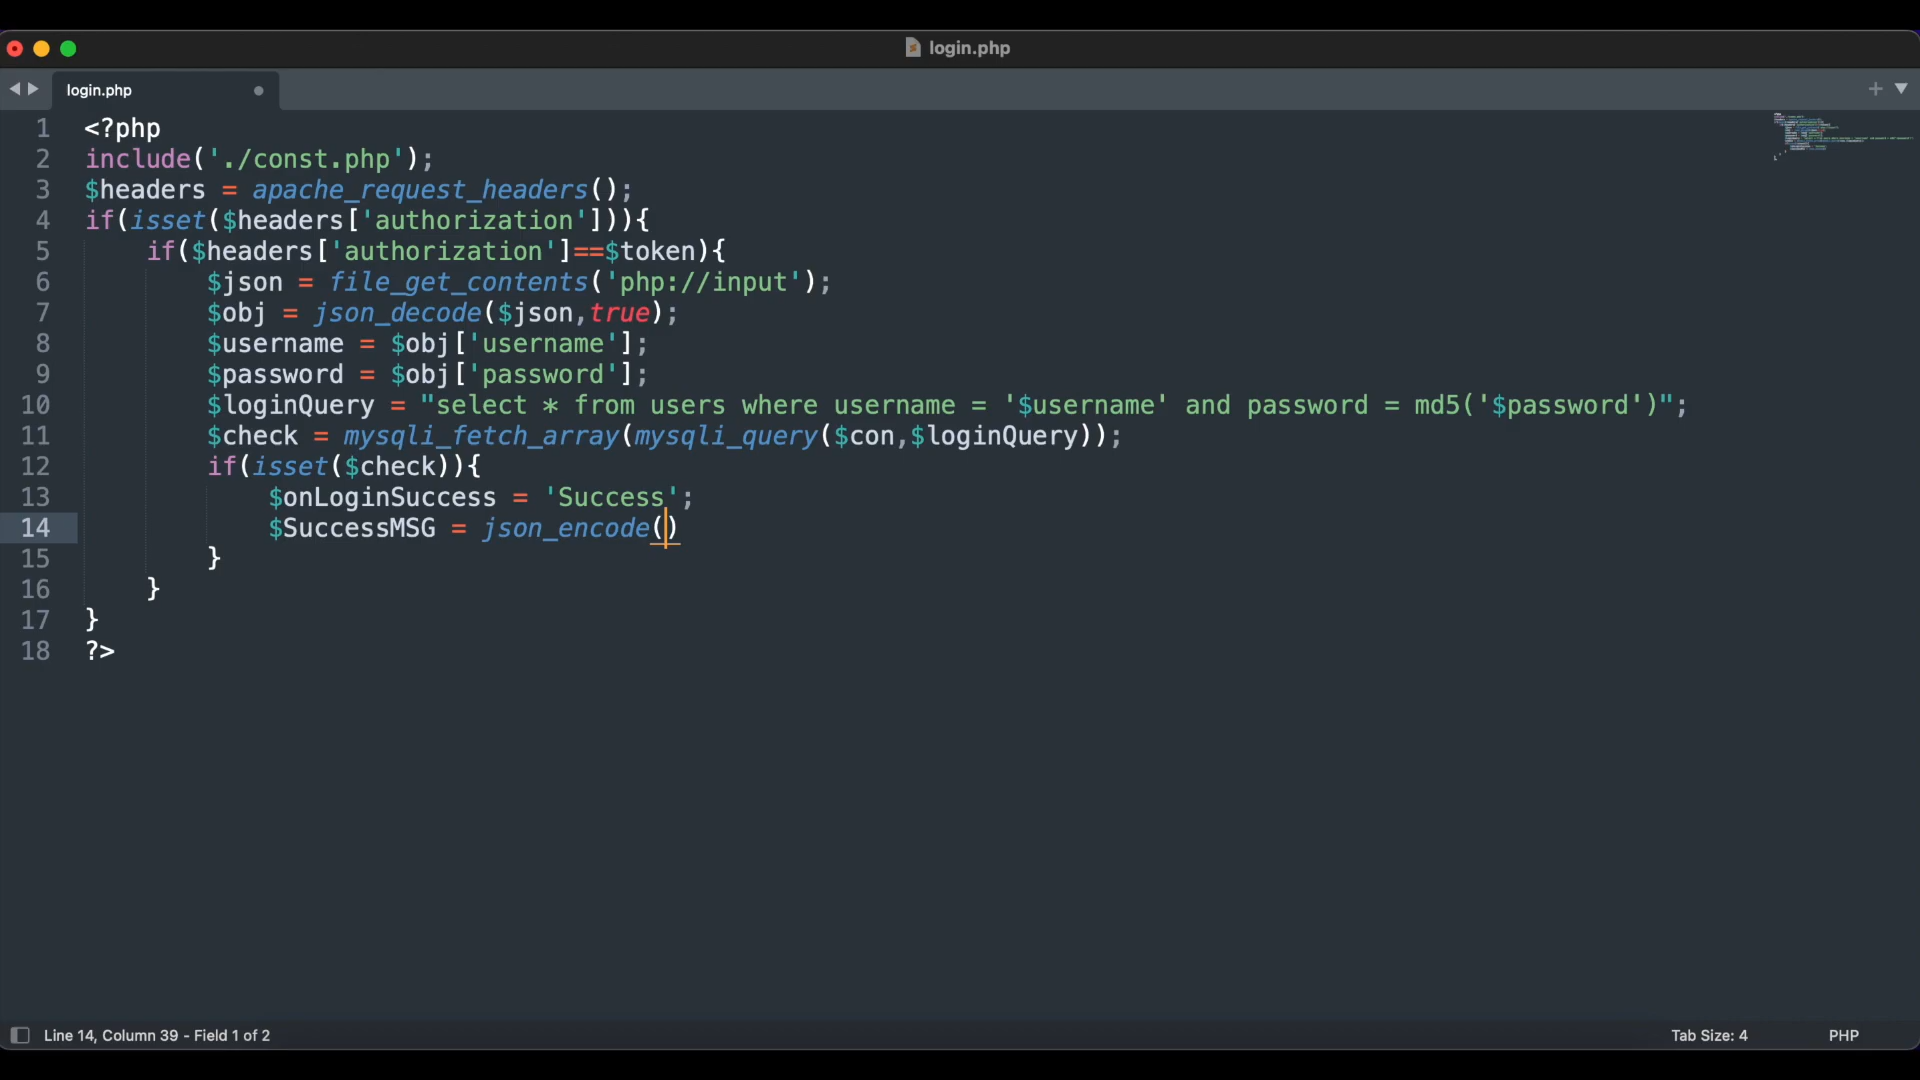 login.php
login.php
1 <?php
2 include('./const.php');
3 $headers = apache_request_headers();
4 if(isset($headers['authorization'])){
5 if($headers['authorization']==$token){
6 $json = file_get_contents('php://input');
7 $obj = json_decode($json,true);
8 $username = $obj['username'];
9 $password = $obj['password'];
10 $loginQuery = "select * from users where username = '$username' and password = md5('$password')";
11 $check = mysqli_fetch_array(mysqli_query($con,$loginQuery));
12 if(isset($check)){
13 $onLoginSuccess = 'Success';
14 $SuccessMSG = json_encode()
15 }
16 }
17 }
18 ?>
Line 14, Column 39 - Field 1 of 2 Tab Size: 4 PHP